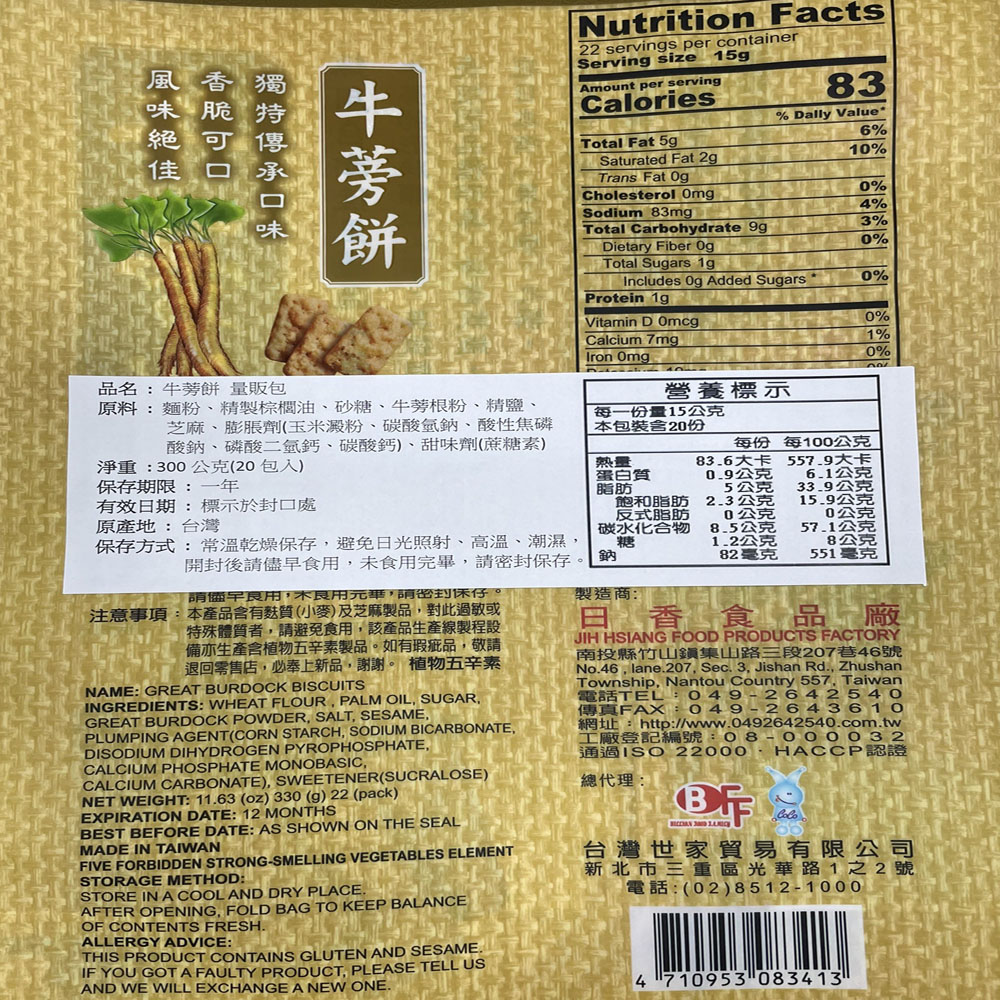 獨特傳承口味
香脆可口
風味絕佳
牛蒡餅
Nutrition Facts
22 servings per container
Serving size 15g
Amount per serving
Calories 83
% Daily Value*
Total Fat 5g 6%
Saturated Fat 2g 10%
Trans Fat 0g
Cholesterol 0mg 0%
Sodium 83mg 4%
Total Carbohydrate 9g 3%
Dietary Fiber 0g 0%
Total Sugars 1g
Includes 0g Added Sugars * 0%
Protein 1g
Vitamin D 0mcg 0%
Calcium 7mg 1%
Iron 0mg 0%
品名：牛蒡餅 量販包
原料：麵粉、精製棕櫚油、砂糖、牛蒡根粉、精鹽、
芝麻、膨脹劑(玉米澱粉、碳酸氫鈉、酸性焦磷
酸鈉、磷酸二氫鈣、碳酸鈣)、甜味劑(蔗糖素)
淨重：300 公克(20 包入)
保存期限：一年
有效日期：標示於封口處
原產地：台灣
保存方式：常溫乾燥保存，避免日光照射、高溫、潮濕，
開封後請儘早食用，未食用完畢，請密封保存。
營養標示
每一份量15公克
本包裝含20份
每份 每100公克
熱量 83.6大卡 557.9大卡
蛋白質 0.9公克 6.1公克
脂肪 5公克 33.9公克
飽和脂肪 2.3公克 15.9公克
反式脂肪 0公克 0公克
碳水化合物 8.5公克 57.1公克
糖 1.2公克 8公克
鈉 82毫克 551毫克
請儘早食用，未食用完畢，請密封保存。
注意事項：本產品含有麩質(小麥)及芝麻製品，對此過敏或
特殊體質者，請避免食用，該產品生產線製程設
備亦生產含植物五辛素製品。如有瑕疵品，敬請
退回零售店，必奉上新品，謝謝。 植物五辛素
NAME: GREAT BURDOCK BISCUITS
INGREDIENTS: WHEAT FLOUR , PALM OIL, SUGAR,
GREAT BURDOCK POWDER, SALT, SESAME,
PLUMPING AGENT(CORN STARCH, SODIUM BICARBONATE,
DISODIUM DIHYDROGEN PYROPHOSPHATE,
CALCIUM PHOSPHATE MONOBASIC,
CALCIUM CARBONATE), SWEETENER(SUCRALOSE)
NET WEIGHT: 11.63 (oz) 330 (g) 22 (pack)
EXPIRATION DATE: 12 MONTHS
BEST BEFORE DATE: AS SHOWN ON THE SEAL
MADE IN TAIWAN
FIVE FORBIDDEN STRONG-SMELLING VEGETABLES ELEMENT
STORAGE METHOD:
STORE IN A COOL AND DRY PLACE.
AFTER OPENING, FOLD BAG TO KEEP BALANCE
OF CONTENTS FRESH.
ALLERGY ADVICE:
THIS PRODUCT CONTAINS GLUTEN AND SESAME.
IF YOU GOT A FAULTY PRODUCT, PLEASE TELL US
AND WE WILL EXCHANGE A NEW ONE.
製造商：
日香食品廠
JIH HSIANG FOOD PRODUCTS FACTORY
南投縣竹山鎮集山路三段207巷46號
No.46 , lane.207, Sec. 3, Jishan Rd., Zhushan
Township, Nantou Country 557, Taiwan
電話TEL：049-2642540
傳真FAX：049-2643610
網址：http://www.0492642540.com.tw
工廠登記編號：08-000032
通過ISO 22000、HACCP認證
總代理：
BFF
CoCo
台灣世家貿易有限公司
新北市三重區光華路1之2號
電話:(02)8512-1000
4 710953 083413